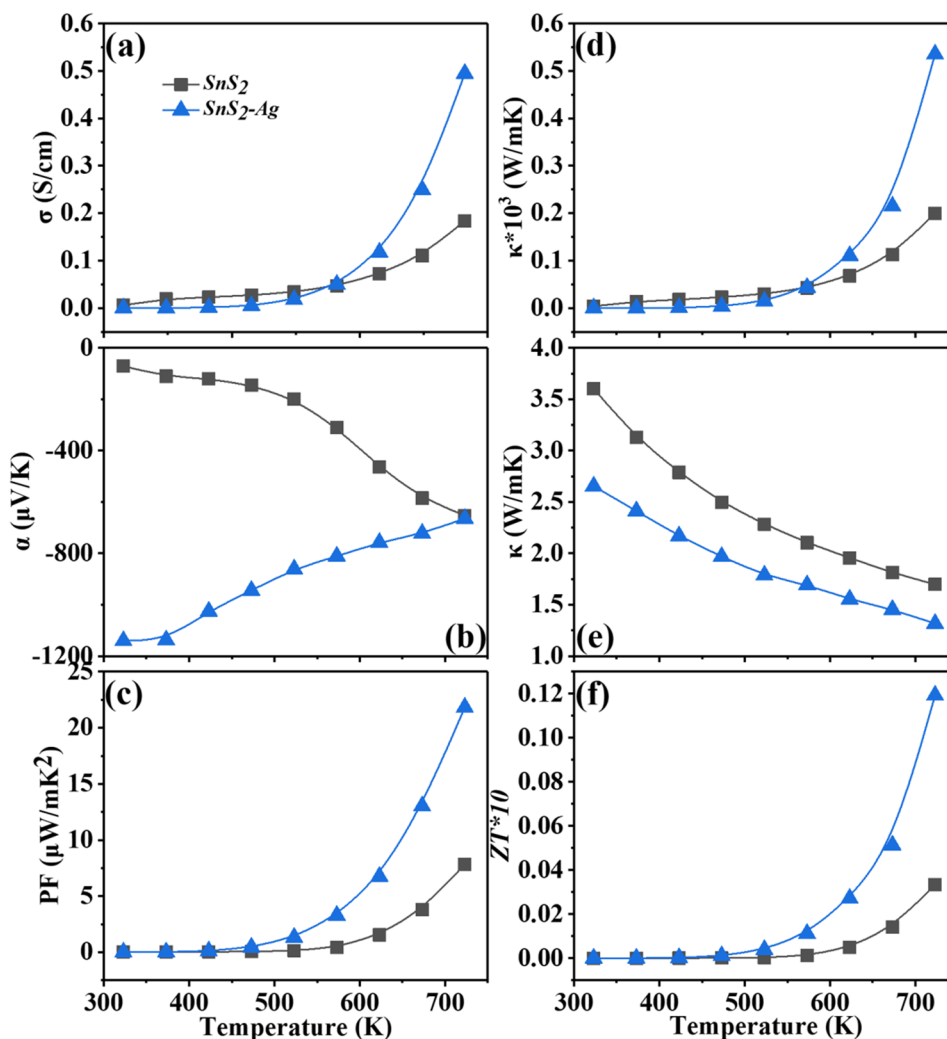 (a)
0.6
0.5
0.4
0.3
0.2
0.1
0.0
σ (S/cm)
SnS₂
SnS₂-Ag
(d)
0.6
0.5
0.4
0.3
0.2
0.1
0.0
κ*10³ (W/mK)
0
-400
-800
-1200
α (μV/K)
(b)
4.0
3.5
3.0
2.5
2.0
1.5
1.0
κ (W/mK)
(e)
(c)
25
20
15
10
5
0
PF (μW/mK²)
300 400 500 600 700
Temperature (K)
(f)
0.12
0.10
0.08
0.06
0.04
0.02
0.00
ZT*10
300 400 500 600 700
Temperature (K)